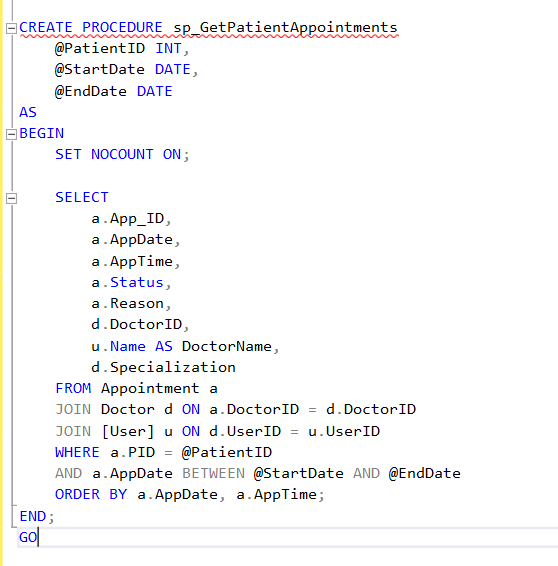 CREATE PROCEDURE sp_GetPatientAppointments
    @PatientID INT,
    @StartDate DATE,
    @EndDate DATE
AS
BEGIN
    SET NOCOUNT ON;

    SELECT
        a.App_ID,
        a.AppDate,
        a.AppTime,
        a.Status,
        a.Reason,
        d.DoctorID,
        u.Name AS DoctorName,
        d.Specialization
    FROM Appointment a
    JOIN Doctor d ON a.DoctorID = d.DoctorID
    JOIN [User] u ON d.UserID = u.UserID
    WHERE a.PID = @PatientID
    AND a.AppDate BETWEEN @StartDate AND @EndDate
    ORDER BY a.AppDate, a.AppTime;
END;
GO